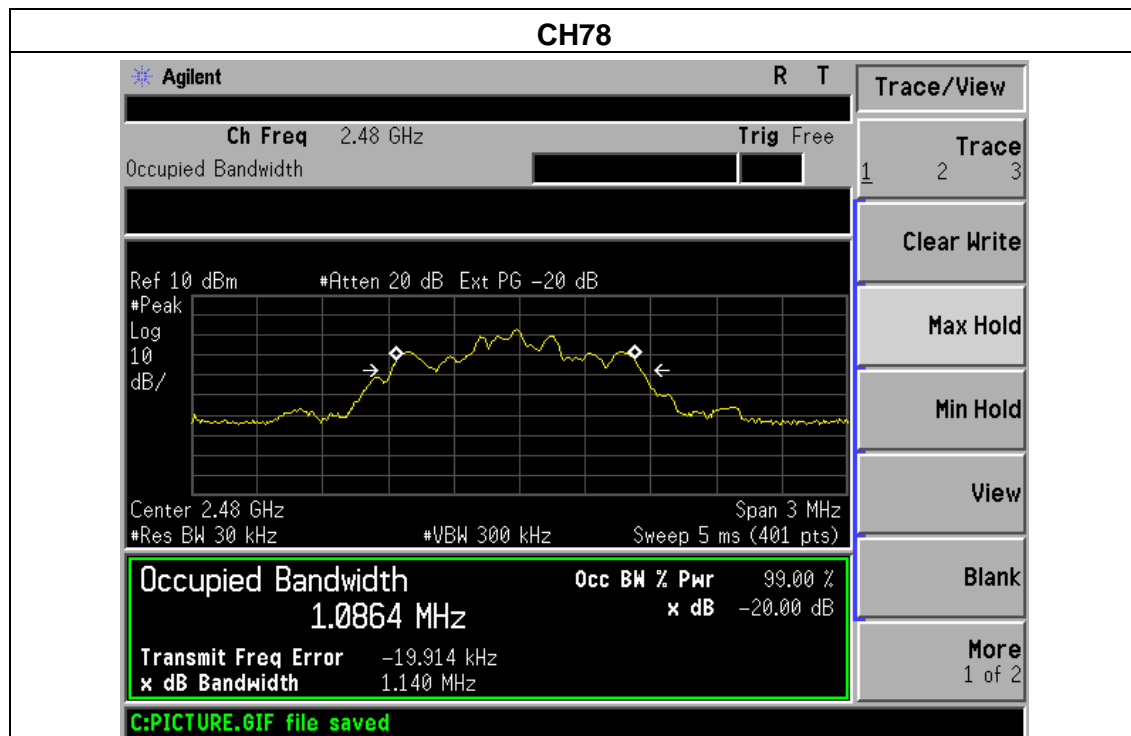 CH78
Agilent R T
Ch Freq 2.48 GHz Trig Free
Occupied Bandwidth
Ref 10 dBm #Atten 20 dB Ext PG -20 dB
#Peak
Log
10
dB/
Center 2.48 GHz Span 3 MHz
#Res BW 30 kHz #VBW 300 kHz Sweep 5 ms (401 pts)
Occupied Bandwidth Occ BW % Pwr 99.00 %
1.0864 MHz x dB -20.00 dB
Transmit Freq Error -19.914 kHz
x dB Bandwidth 1.140 MHz
C:PICTURE.GIF file saved
Trace/View
Trace
1 2 3
Clear Write
Max Hold
Min Hold
View
Blank
More
1 of 2